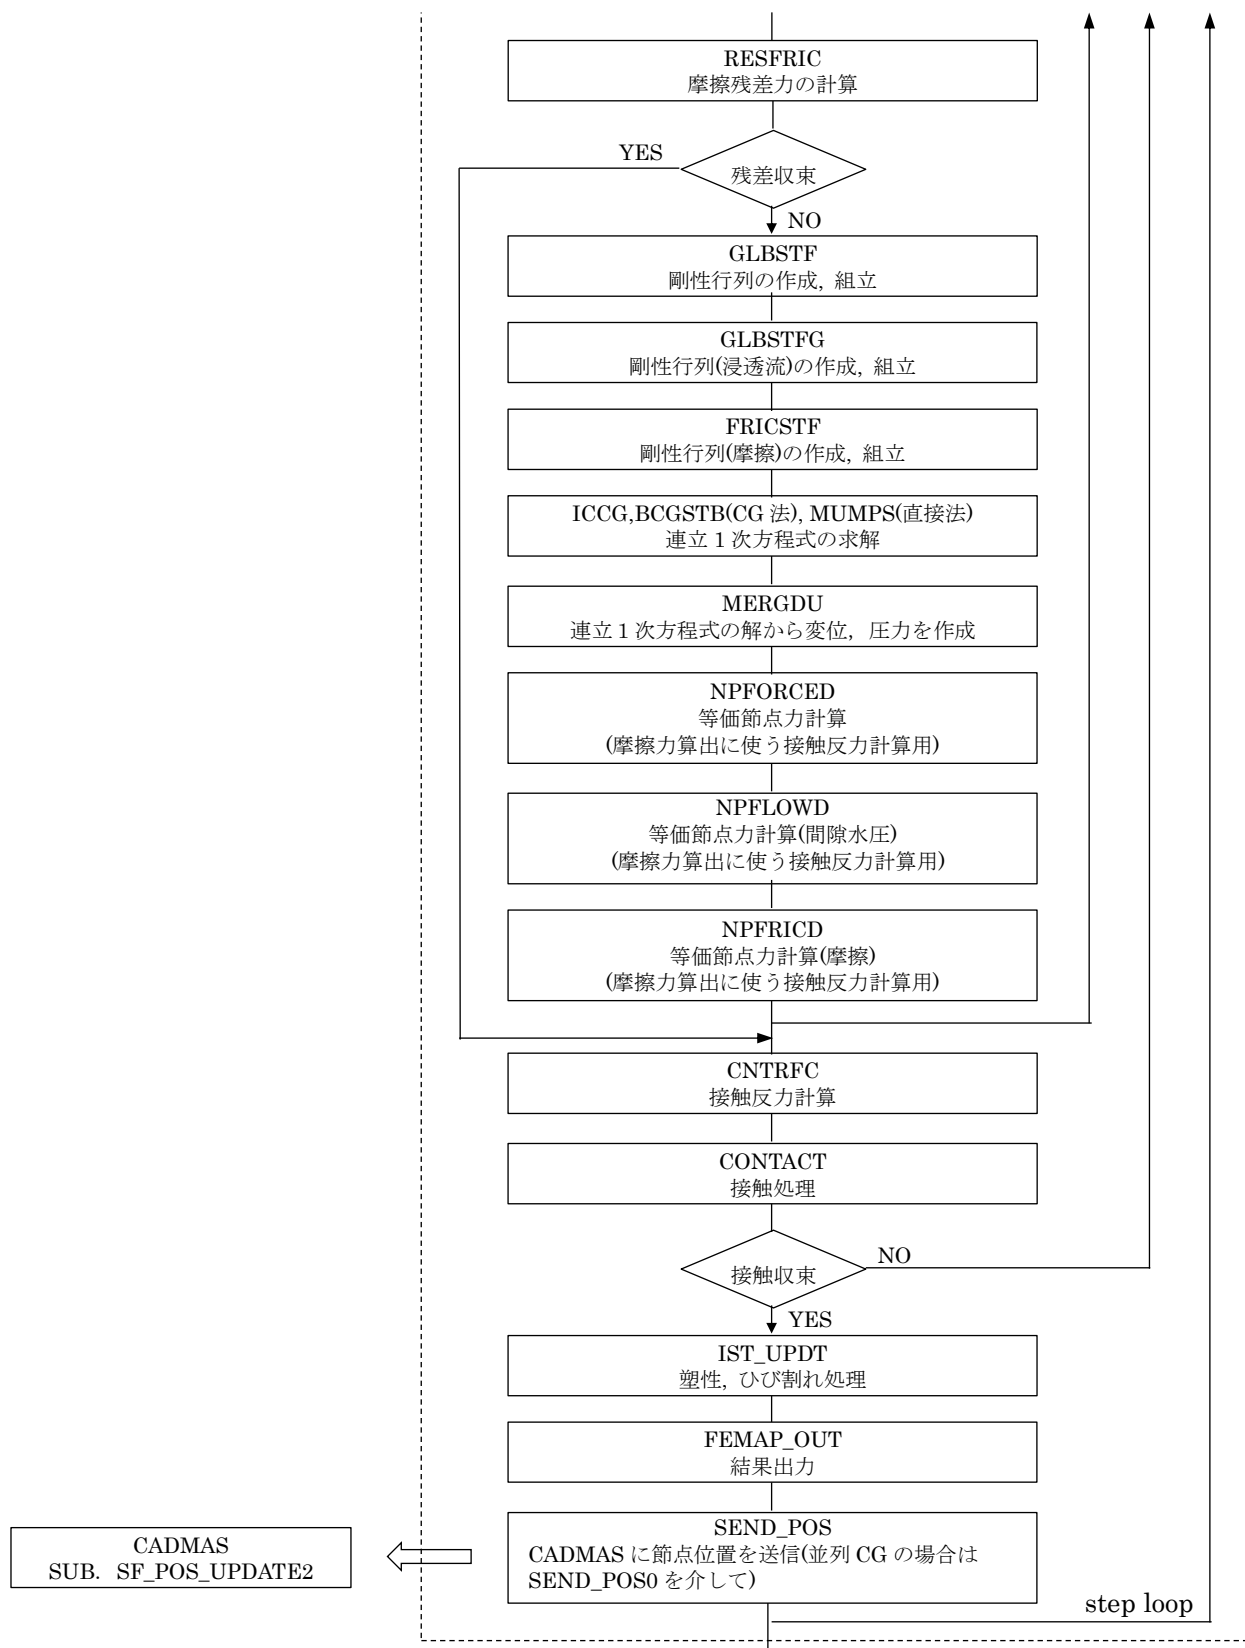 RESFRIC
摩擦残差力の計算
YES
残差収束
NO
GLBSTF
剛性行列の作成, 組立
GLBSTFG
剛性行列(浸透流)の作成, 組立
FRICSTF
剛性行列(摩擦)の作成, 組立
ICCG,BCGSTB(CG 法), MUMPS(直接法)
連立 1 次方程式の求解
MERGDU
連立 1 次方程式の解から変位，圧力を作成
NPFORCED
等価節点力計算
(摩擦力算出に使う接触反力計算用)
NPFLOWD
等価節点力計算(間隙水圧)
(摩擦力算出に使う接触反力計算用)
NPFRICD
等価節点力計算(摩擦)
(摩擦力算出に使う接触反力計算用)
CNTRFC
接触反力計算
CONTACT
接触処理
接触収束
NO
YES
IST_UPDT
塑性, ひび割れ処理
FEMAP_OUT
結果出力
SEND_POS
CADMAS に節点位置を送信(並列 CG の場合は
SEND_POS0 を介して)
CADMAS
SUB.  SF_POS_UPDATE2
step loop